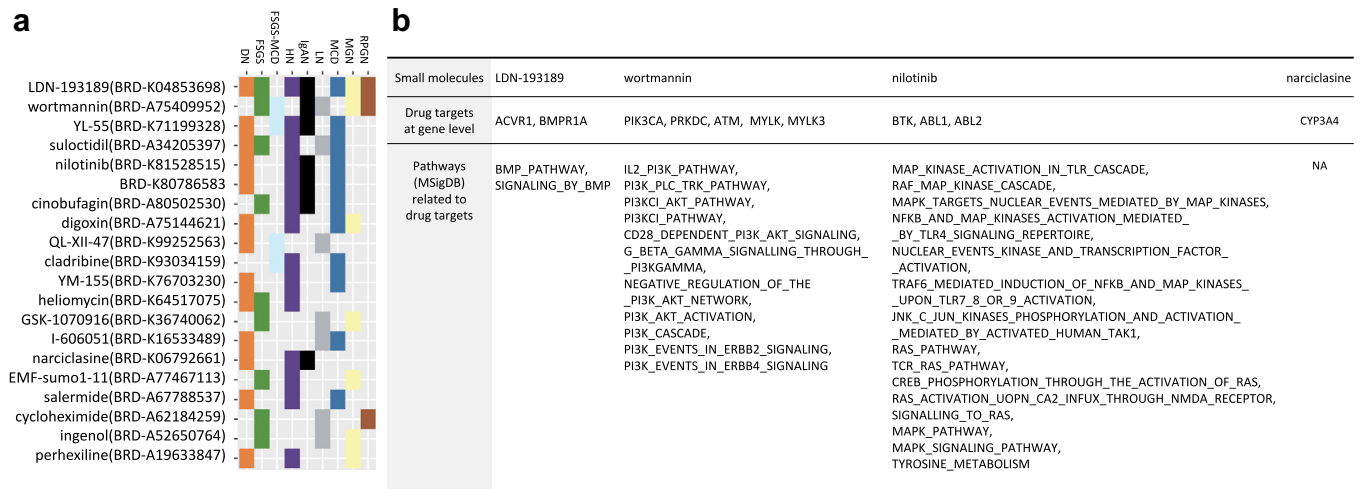 a
b
DN
FSGS
FSGS-MCD
HN
IgAN
LN
MCD
MGN
RPGN
LDN-193189(BRD-K04853698)
wortmannin(BRD-A75409952)
YL-55(BRD-K71199328)
suloctidil(BRD-A34205397)
nilotinib(BRD-K81528515)
BRD-K80786583
cinobufagin(BRD-A80502530)
digoxin(BRD-A75144621)
QL-XII-47(BRD-K99252563)
cladribine(BRD-K93034159)
YM-155(BRD-K76703230)
heliomycin(BRD-K64517075)
GSK-1070916(BRD-K36740062)
I-606051(BRD-K16533489)
narciclasine(BRD-K06792661)
EMF-sumo1-11(BRD-A77467113)
salermide(BRD-A67788537)
cycloheximide(BRD-A62184259)
ingenol(BRD-A52650764)
perhexiline(BRD-A19633847)
Small molecules
LDN-193189
wortmannin
nilotinib
narciclasine
Drug targets
at gene level
ACVR1, BMPR1A
PIK3CA, PRKDC, ATM, MYLK, MYLK3
BTK, ABL1, ABL2
CYP3A4
Pathways
(MSigDB)
related to
drug targets
BMP_PATHWAY,
SIGNALING_BY_BMP
IL2_PI3K_PATHWAY,
PI3K_PLC_TRK_PATHWAY,
PI3KCI_AKT_PATHWAY,
PI3KCI_PATHWAY,
CD28_DEPENDENT_PI3K_AKT_SIGNALING,
G_BETA_GAMMA_SIGNALLING_THROUGH_
_PI3KGAMMA,
NEGATIVE_REGULATION_OF_THE
_PI3K_AKT_NETWORK,
PI3K_AKT_ACTIVATION,
PI3K_CASCADE,
PI3K_EVENTS_IN_ERBB2_SIGNALING,
PI3K_EVENTS_IN_ERBB4_SIGNALING
MAP_KINASE_ACTIVATION_IN_TLR_CASCADE,
RAF_MAP_KINASE_CASCADE,
MAPK_TARGETS_NUCLEAR_EVENTS_MEDIATED_BY_MAP_KINASES,
NFKB_AND_MAP_KINASES_ACTIVATION_MEDIATED_
_BY_TLR4_SIGNALING_REPERTOIRE,
NUCLEAR_EVENTS_KINASE_AND_TRANSCRIPTION_FACTOR_
_ACTIVATION,
TRAF6_MEDIATED_INDUCTION_OF_NFKB_AND_MAP_KINASES_
_UPON_TLR7_8_OR_9_ACTIVATION,
JNK_C_JUN_KINASES_PHOSPHORYLATION_AND_ACTIVATION_
_MEDIATED_BY_ACTIVATED_HUMAN_TAK1,
RAS_PATHWAY,
TCR_RAS_PATHWAY,
CREB_PHOSPHORYLATION_THROUGH_THE_ACTIVATION_OF_RAS,
RAS_ACTIVATION_UOPN_CA2_INFUX_THROUGH_NMDA_RECEPTOR,
SIGNALLING_TO_RAS,
MAPK_PATHWAY,
MAPK_SIGNALING_PATHWAY,
TYROSINE_METABOLISM
NA